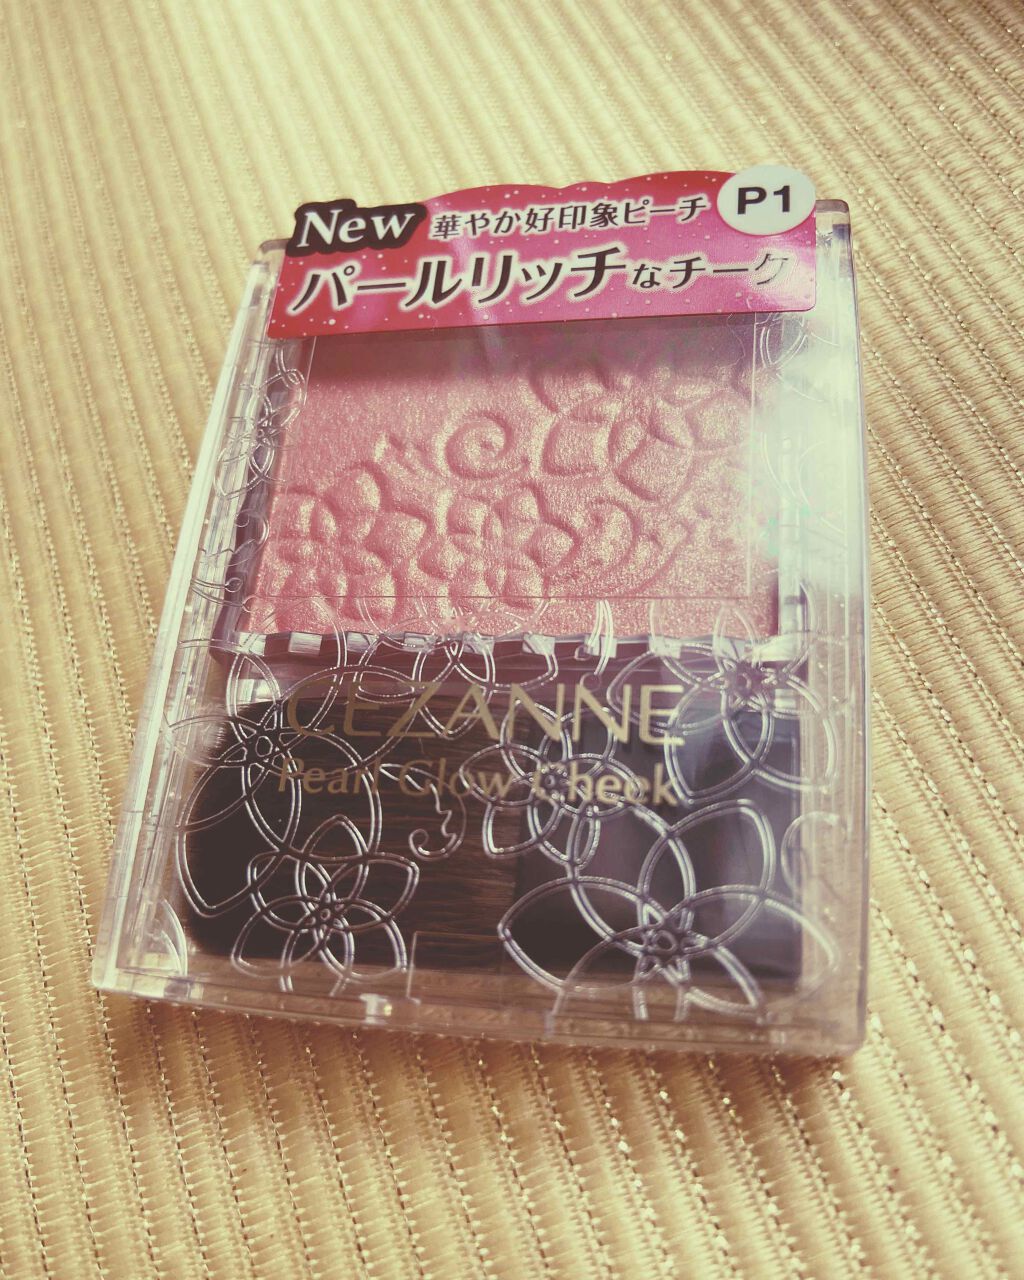 New
華やか好印象ピーチ
P1
パールリッチなチーク
CEZANNE
Pearl Glow Cheek